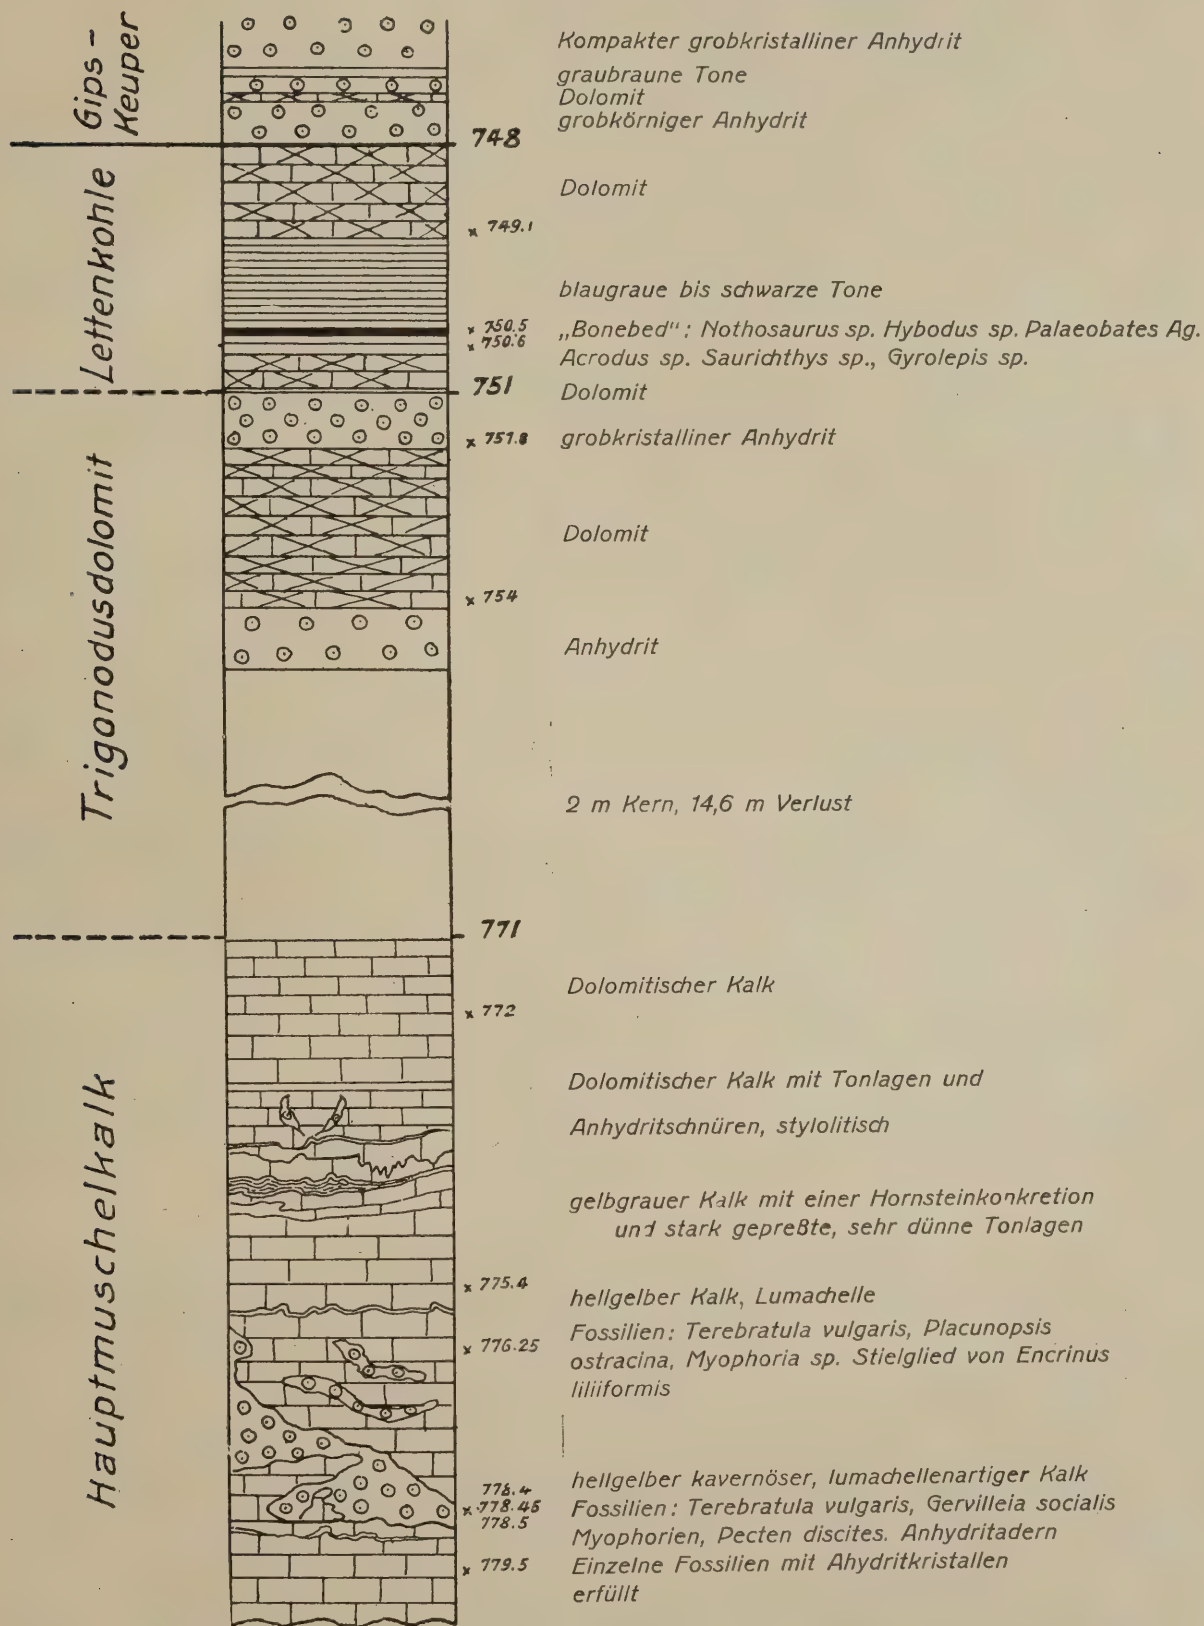 Gips-
Keuper
Kompakter grobkristalliner Anhydrit
graubraune Tone
Dolomit
grobkörniger Anhydrit
748
Lettenkohle
Dolomit
x 749.1
blaugraue bis schwarze Tone
x 750.5
„Bonebed“: Nothosaurus sp. Hybodus sp. Palaeobates Ag.
x 750.6
Acrodus sp. Saurichthys sp., Gyrolepis sp.
751
Dolomit
Trigonodusdolomit
x 751.8
grobkristalliner Anhydrit
Dolomit
x 754
Anhydrit
2 m Kern, 14,6 m Verlust
771
Hauptmuschelkalk
Dolomitischer Kalk
x 772
Dolomitischer Kalk mit Tonlagen und
Anhydritschnüren, stylolitisch
gelbgrauer Kalk mit einer Hornsteinkonkretion
und stark gepreßte, sehr dünne Tonlagen
x 775.4
hellgelber Kalk, Lumachelle
Fossilien: Terebratula vulgaris, Placunopsis
x 776.25
ostracina, Myophoria sp. Stielglied von Encrinus
liliiformis
hellgelber kavernöser, lumachellenartiger Kalk
778.4
x 778.45
Fossilien: Terebratula vulgaris, Gervilleia socialis
778.5
Myophorien, Pecten discites. Anhydritadern
x 779.5
Einzelne Fossilien mit Ahydritkristallen
erfüllt